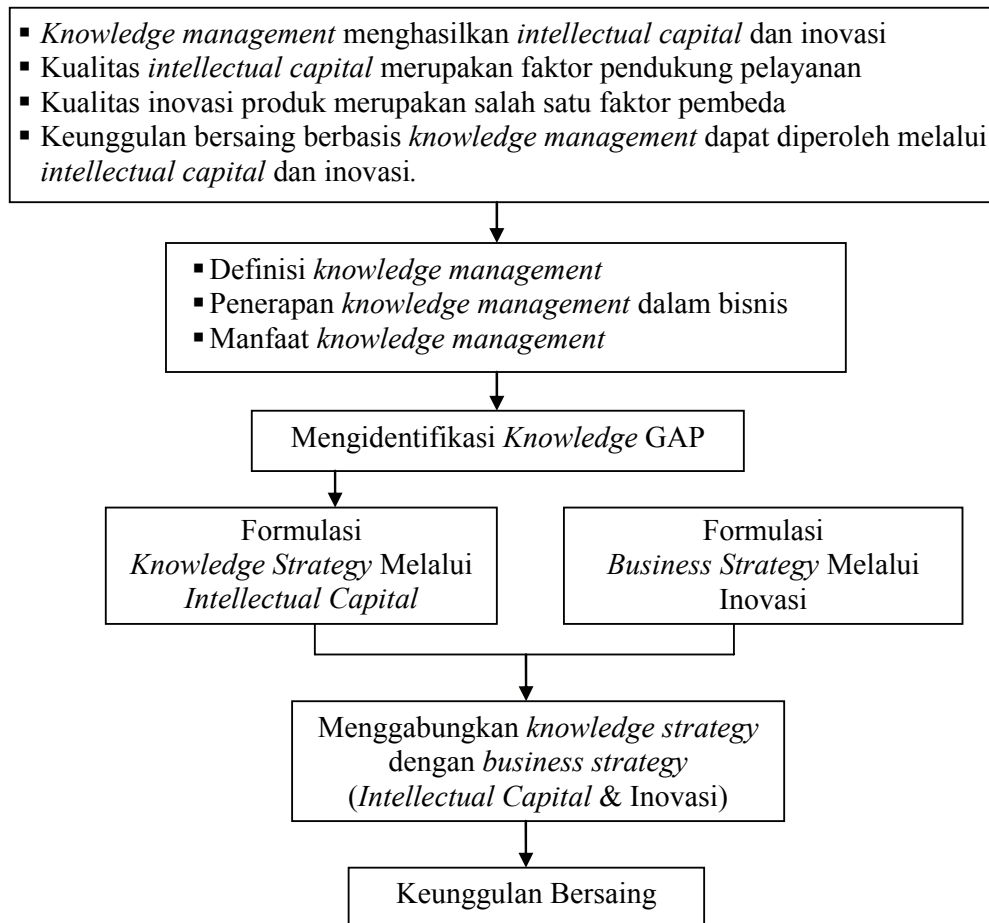 ▪ Knowledge management menghasilkan intellectual capital dan inovasi
▪ Kualitas intellectual capital merupakan faktor pendukung pelayanan
▪ Kualitas inovasi produk merupakan salah satu faktor pembeda
▪ Keunggulan bersaing berbasis knowledge management dapat diperoleh melalui
intellectual capital dan inovasi.
▪ Definisi knowledge management
▪ Penerapan knowledge management dalam bisnis
▪ Manfaat knowledge management
Mengidentifikasi Knowledge GAP
Formulasi
Knowledge Strategy Melalui
Intellectual Capital
Formulasi
Business Strategy Melalui
Inovasi
Menggabungkan knowledge strategy
dengan business strategy
(Intellectual Capital & Inovasi)
Keunggulan Bersaing